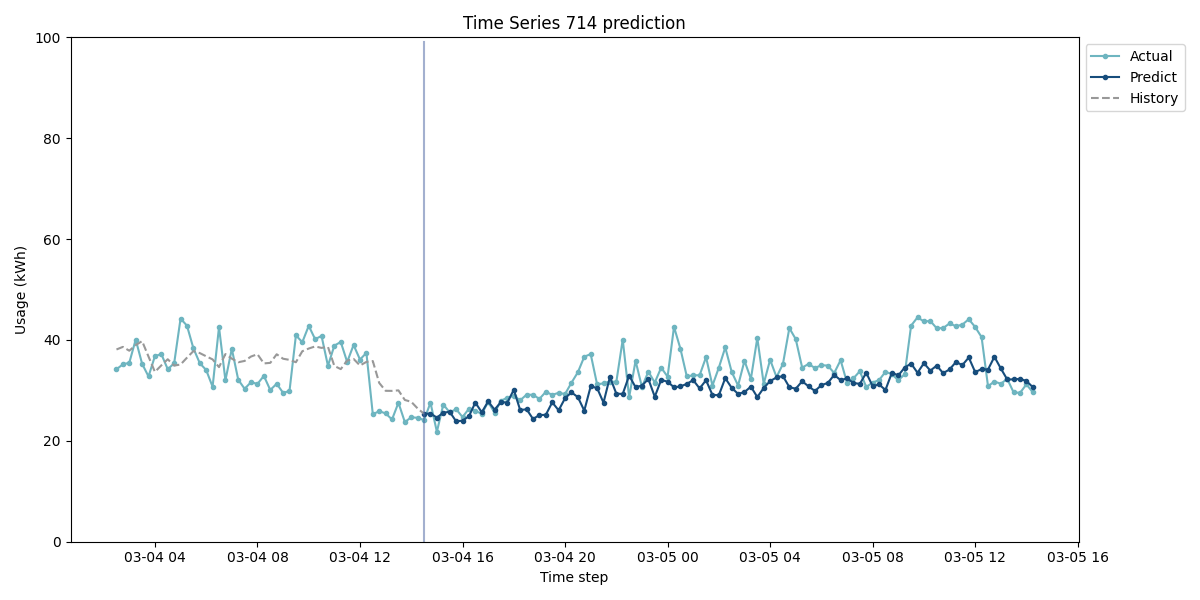 Time Series 714 prediction
100
80
60
40
20
0
Usage (kWh)
03-04 04
03-04 08
03-04 12
03-04 16
03-04 20
03-05 00
03-05 04
03-05 08
03-05 12
03-05 16
Time step
Actual
Predict
History